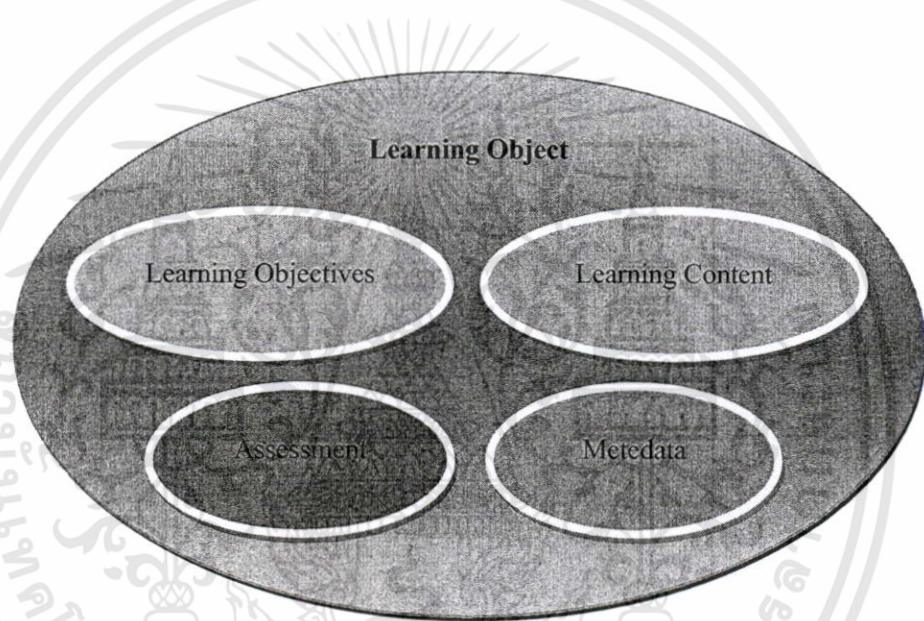 Learning Object
Learning Objectives
Learning Content
Assessment
Metedata